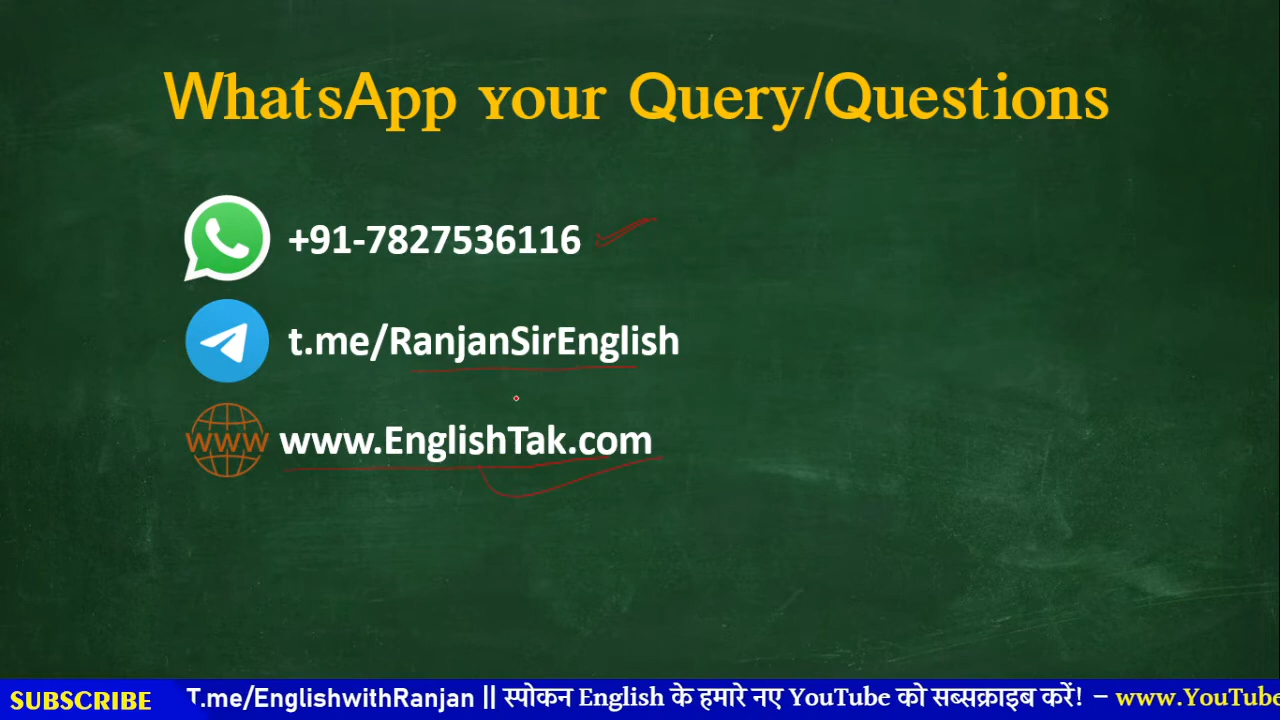 WhatsApp your Query/Questions
+91-7827536116
t.me/RanjanSirEnglish
WWW www.EnglishTak.com
SUBSCRIBE T.me/EnglishwithRanjan || स्पोकन English के हमारे नए YouTube को सब्सक्राइब करें! – www.YouTube